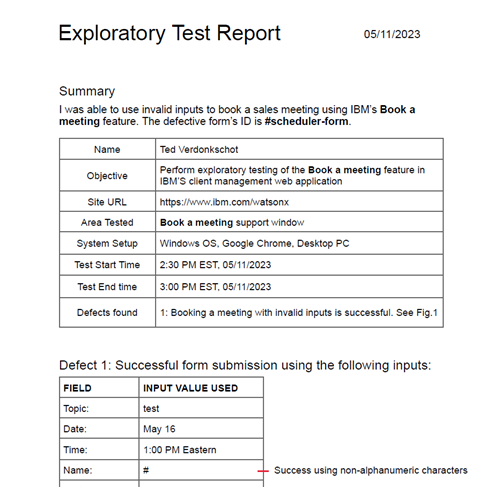 Exploratory Test Report 05/11/2023
Summary
I was able to use invalid inputs to book a sales meeting using IBM's Book a
meeting feature. The defective form's ID is #scheduler-form.
Name Ted Verdonkschot
Objective Perform exploratory testing of the Book a meeting feature in
IBM'S client management web application
Site URL https://www.ibm.com/watsonx
Area Tested Book a meeting support window
System Setup Windows OS, Google Chrome, Desktop PC
Test Start Time 2:30 PM EST, 05/11/2023
Test End time 3:00 PM EST, 05/11/2023
Defects found 1: Booking a meeting with invalid inputs is successful. See Fig.1
Defect 1: Successful form submission using the following inputs:
FIELD INPUT VALUE USED
Topic: test
Date: May 16
Time: 1:00 PM Eastern
Name: # Success using non-alphanumeric characters